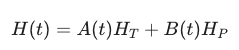 H(t) = A(t)H_T + B(t)H_P